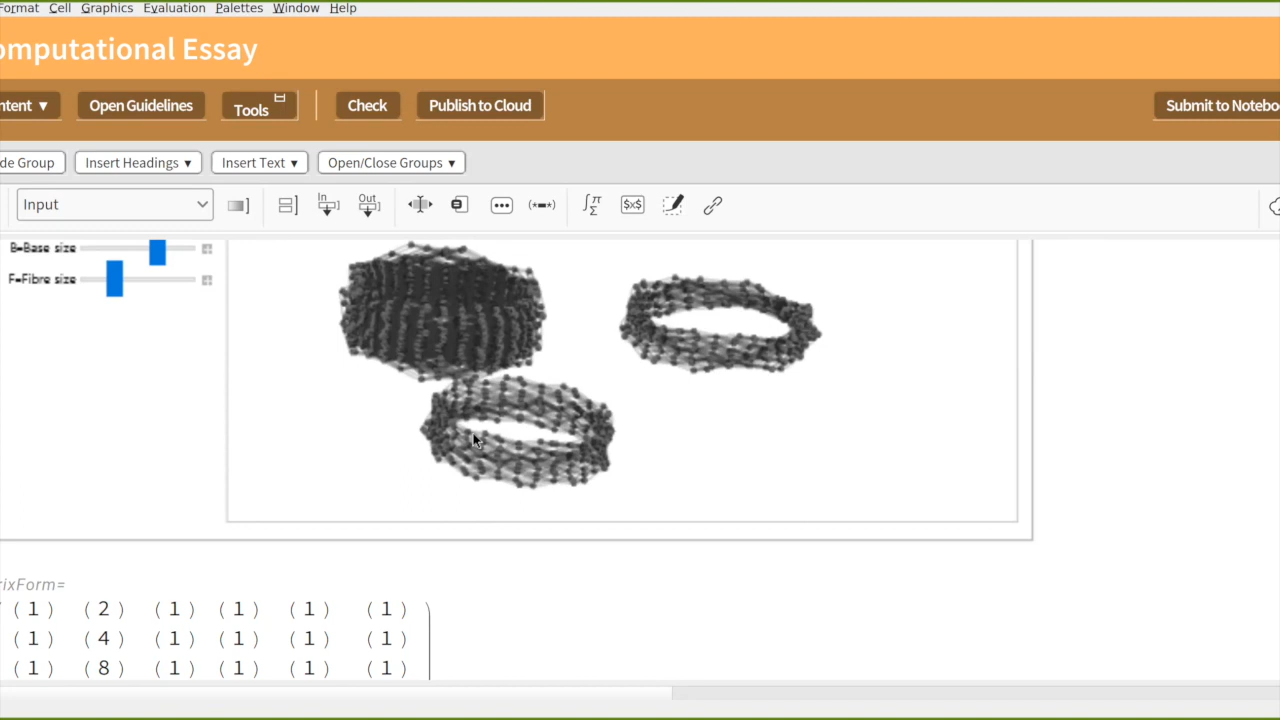 Format Cell Graphics Evaluation Palettes Window Help
omputational Essay
ntent ▼ Open Guidelines Tools Check Publish to Cloud Submit to Notebo
de Group Insert Headings ▼ Insert Text ▼ Open/Close Groups ▼
Input In Out ∫π Σ $x$
B=Base size
F=Fibre size
rixForm=
( 1 ) ( 2 ) ( 1 ) ( 1 ) ( 1 ) ( 1 )
( 1 ) ( 4 ) ( 1 ) ( 1 ) ( 1 ) ( 1 )
( 1 ) ( 8 ) ( 1 ) ( 1 ) ( 1 ) ( 1 )